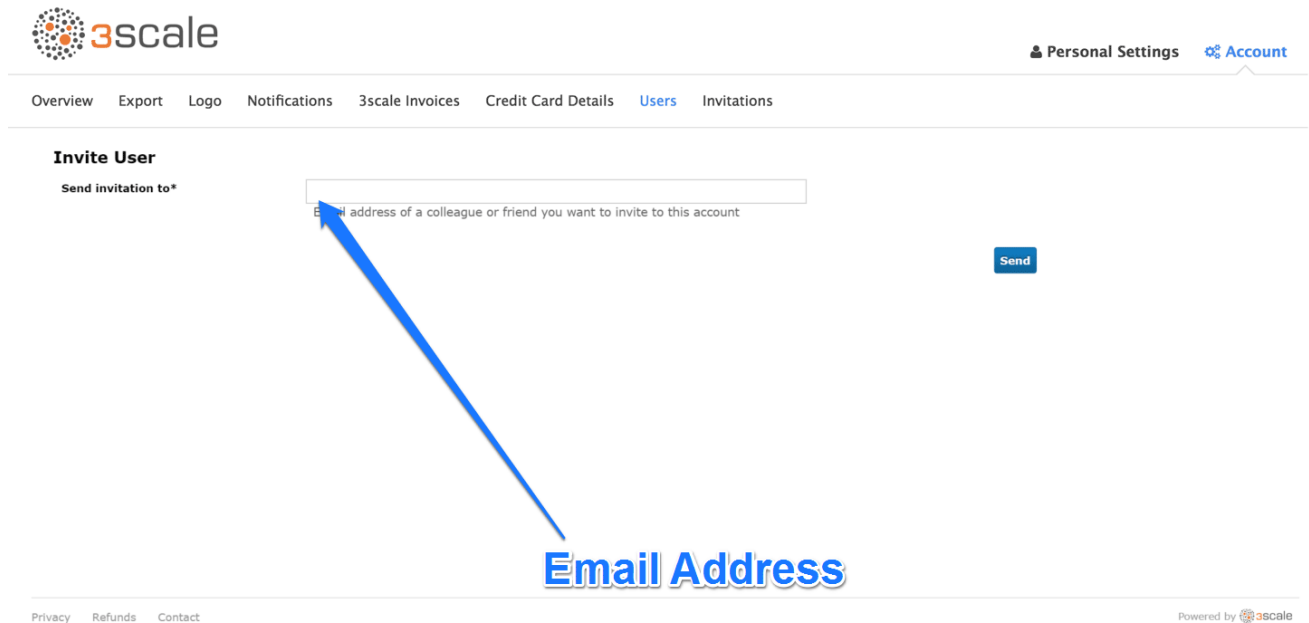 3scale
Personal Settings Account
Overview Export Logo Notifications 3scale Invoices Credit Card Details Users Invitations
Invite User
Send invitation to*
address of a colleague or friend you want to invite to this account
Send
Email Address
Privacy Refunds Contact
Powered by 3scale